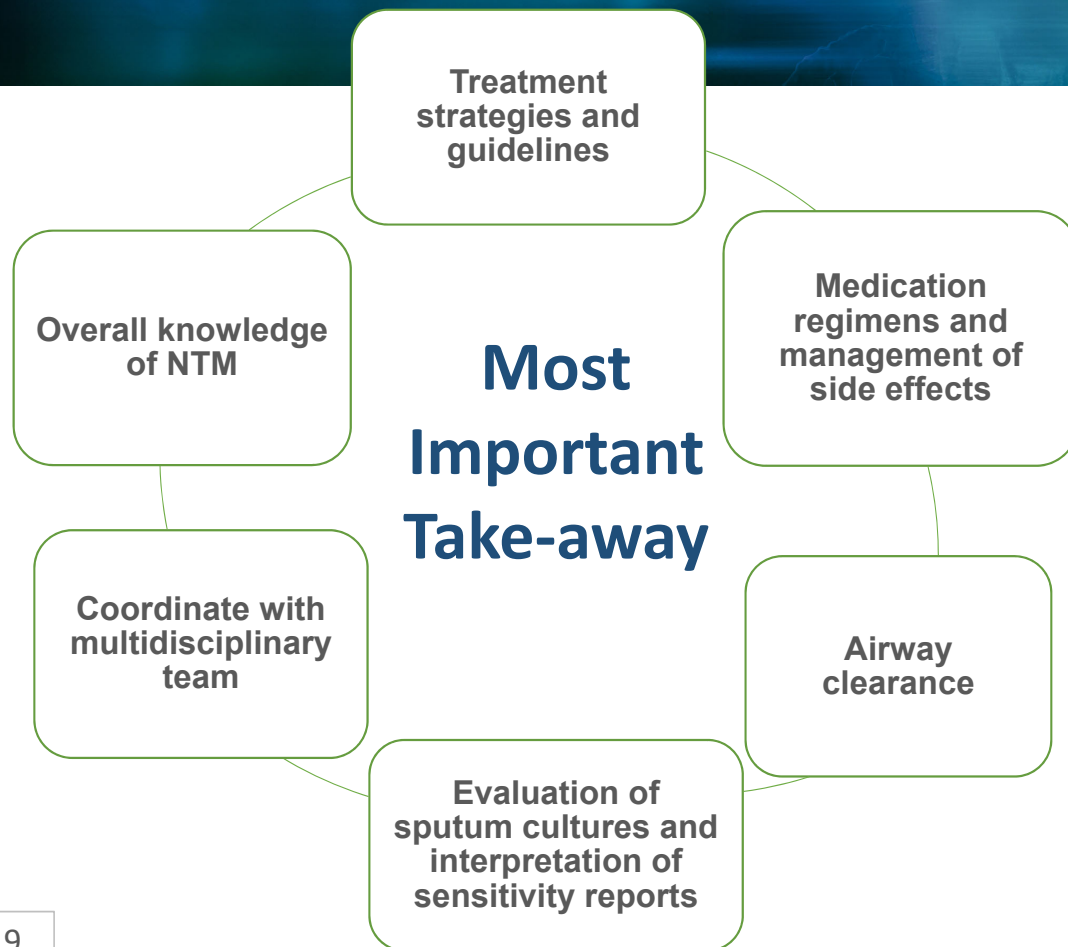 Treatment
strategies and
guidelines
Medication
regimens and
management of
side effects
Airway
clearance
Evaluation of
sputum cultures and
interpretation of
sensitivity reports
Coordinate with
multidisciplinary
team
Overall knowledge
of NTM
Most
Important
Take-away
9